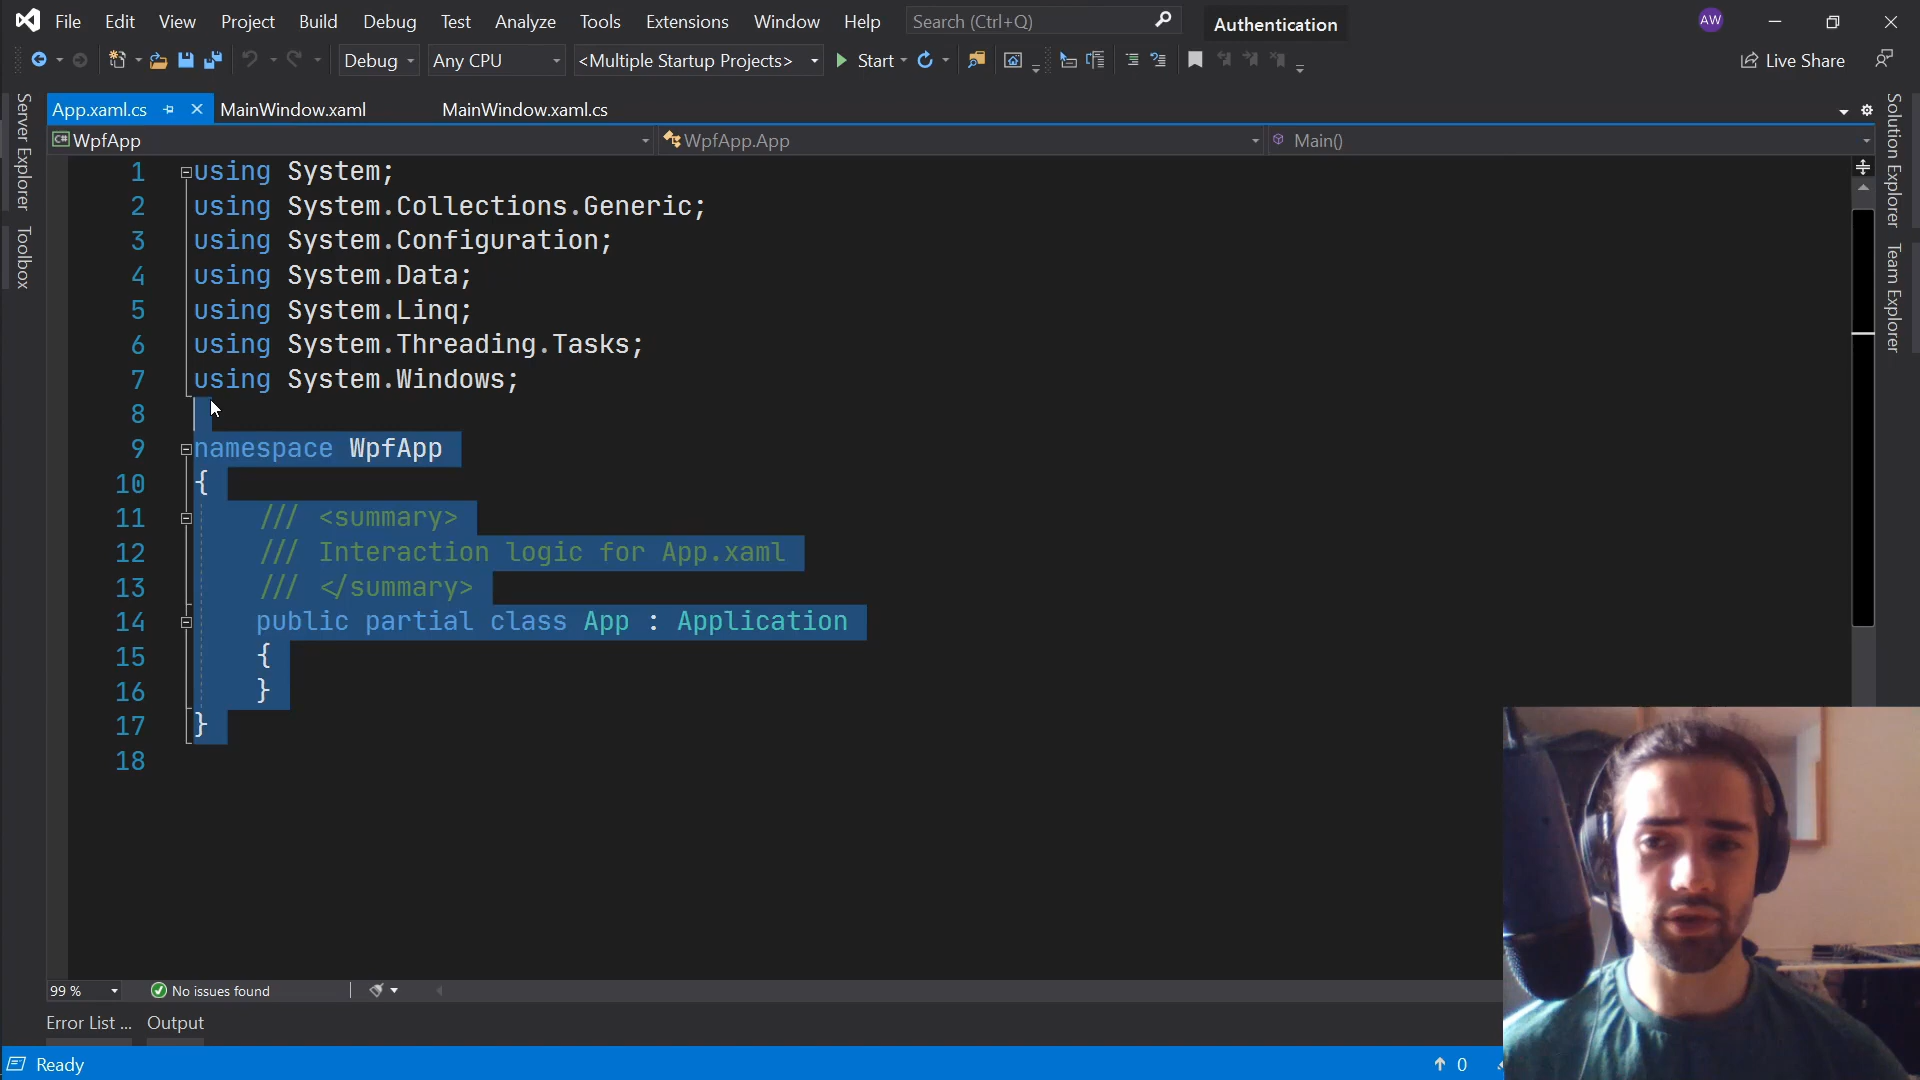 File Edit View Project Build Debug Test Analyze Tools Extensions Window Help Search (Ctrl+Q) Authentication AW
Debug Any CPU <Multiple Startup Projects> Start Live Share
App.xaml.cs MainWindow.xaml MainWindow.xaml.cs
C# WpfApp WpfApp.App Main()
Server Explorer
Toolbox
Solution Explorer
Team Explorer
1 using System;
2 using System.Collections.Generic;
3 using System.Configuration;
4 using System.Data;
5 using System.Linq;
6 using System.Threading.Tasks;
7 using System.Windows;
8
9 namespace WpfApp
10 {
11 /// <summary>
12 /// Interaction logic for App.xaml
13 /// </summary>
14 public partial class App : Application
15 {
16 }
17 }
18
99 % No issues found
Error List ... Output
Ready 0